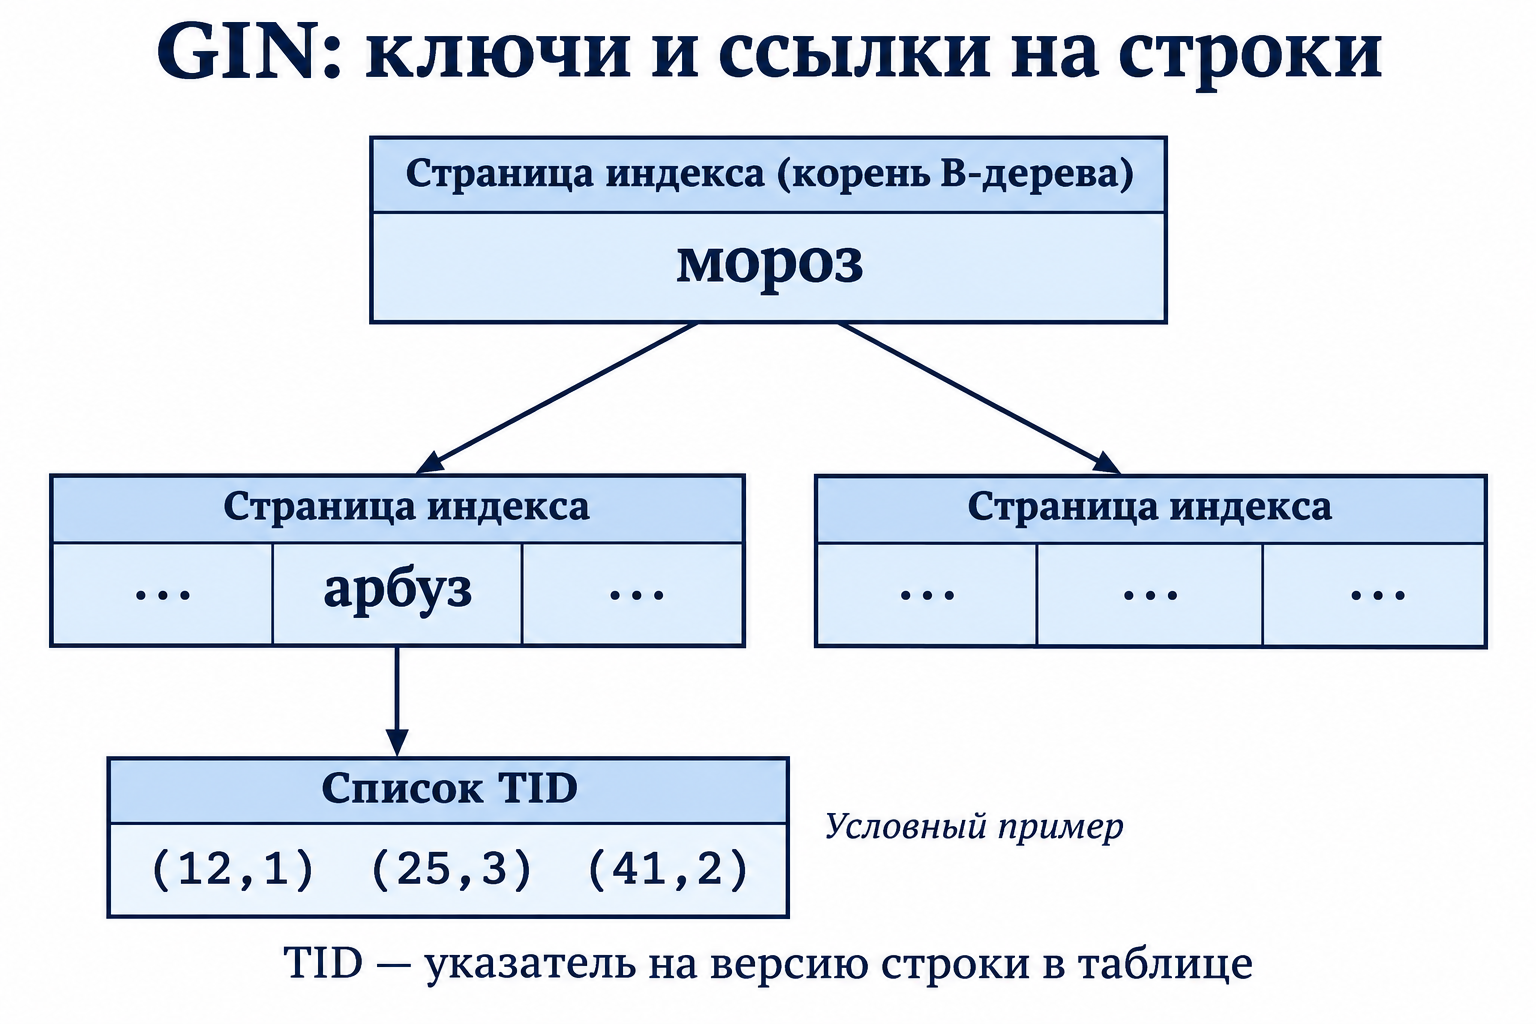 GIN: ключи и ссылки на строки
Страница индекса (корень B-дерева)
мороз
Страница индекса
... арбуз ...
Страница индекса
... ... ...
Список TID
(12,1) (25,3) (41,2)
Условный пример
TID — указатель на версию строки в таблице